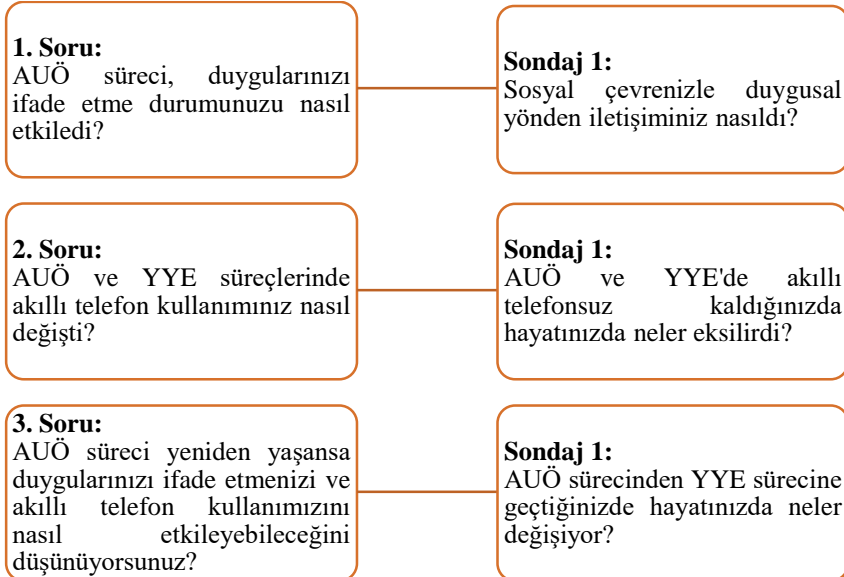 1. Soru:
AUÖ süreci, duygularınızı
ifade etme durumunuzu nasıl
etkiledi?
Sondaj 1:
Sosyal çevrenizle duygusal
yönden iletişiminiz nasıldı?
2. Soru:
AUÖ ve YYE süreçlerinde
akıllı telefon kullanımınız nasıl
değişti?
Sondaj 1:
AUÖ ve YYE'de akıllı
telefonsuz kaldığınızda
hayatınızda neler eksilirdi?
3. Soru:
AUÖ süreci yeniden yaşansa
duygularınızı ifade etmenizi ve
akıllı telefon kullanımızını
nasıl etkileyebileceğini
düşünüyorsunuz?
Sondaj 1:
AUÖ sürecinden YYE sürecine
geçtiğinizde hayatınızda neler
değişiyor?